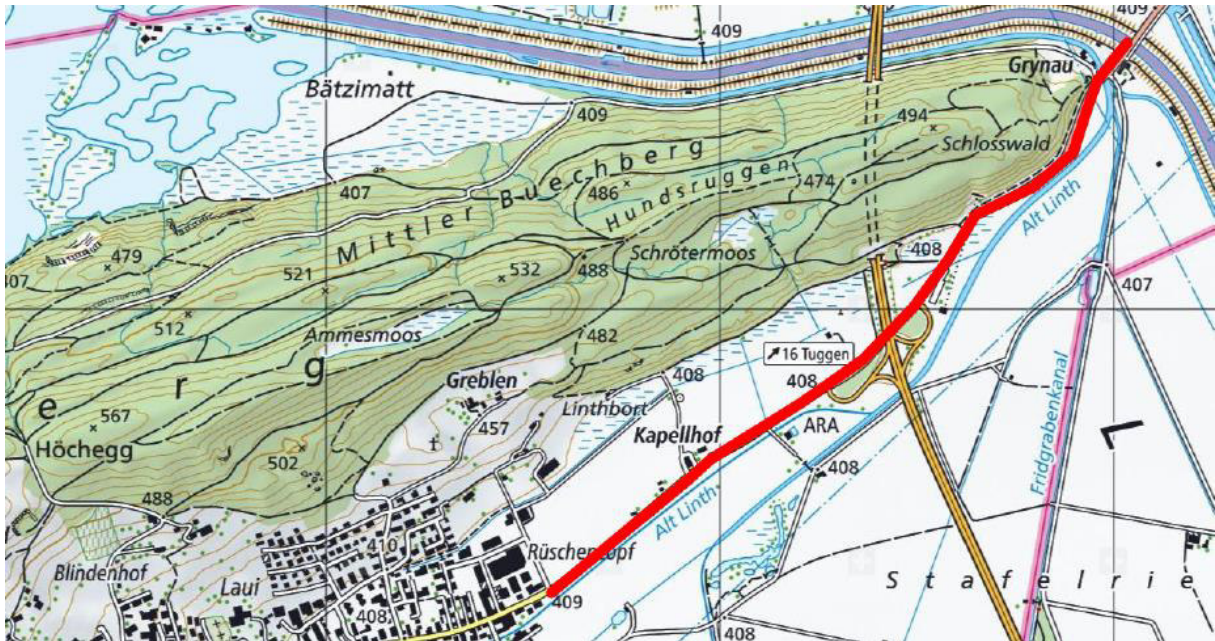 409
409
Grynau
Bätzimatt
409
494
Schlosswald
Mittler Buechberg
486
Hundsruggen
474
407
Alt Linth
479
521
532
488
Schrötermoos
408
407
512
Ammesmoos
482
16 Tuggen
e r g
Greblen
408
408
Linthbort
567
457
Kapellhof
ARA
Fridgrabenkanal
Höchegg
502
408
488
Alt Linth
410
Blindenhof
Laui
Stafelrie
409
408
408